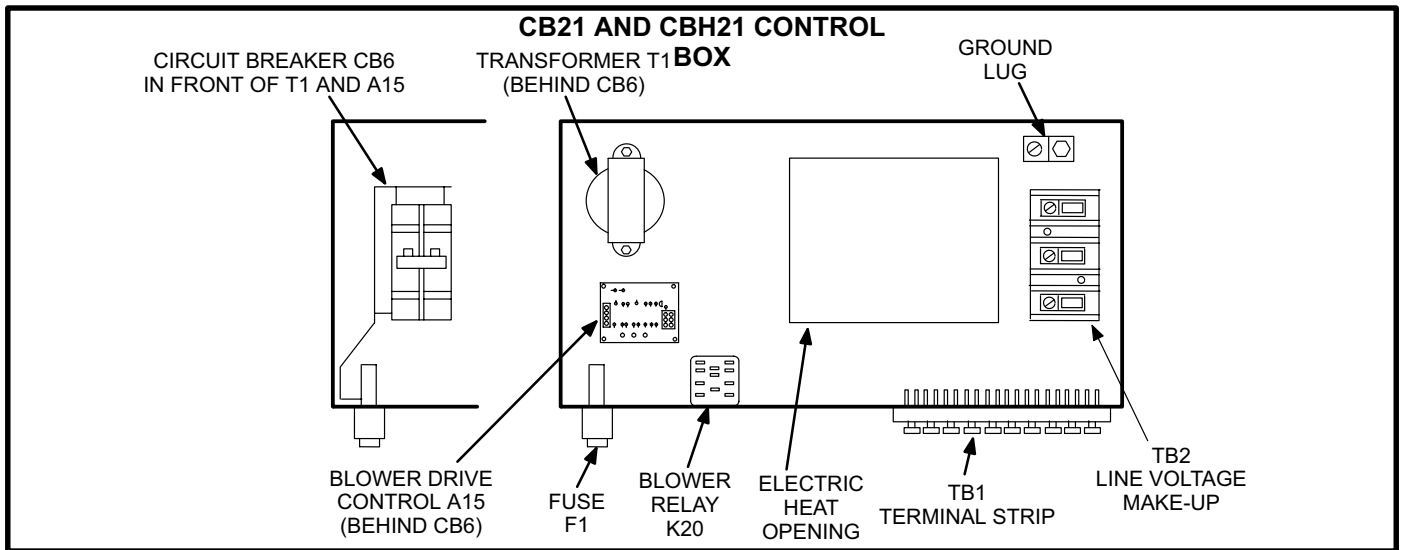 CB21 AND CBH21 CONTROL
BOX
CIRCUIT BREAKER CB6
IN FRONT OF T1 AND A15
TRANSFORMER T1
(BEHIND CB6)
GROUND
LUG
BLOWER DRIVE
CONTROL A15
(BEHIND CB6)
FUSE
F1
BLOWER
RELAY
K20
ELECTRIC
HEAT
OPENING
TB1
TERMINAL STRIP
TB2
LINE VOLTAGE
MAKE-UP